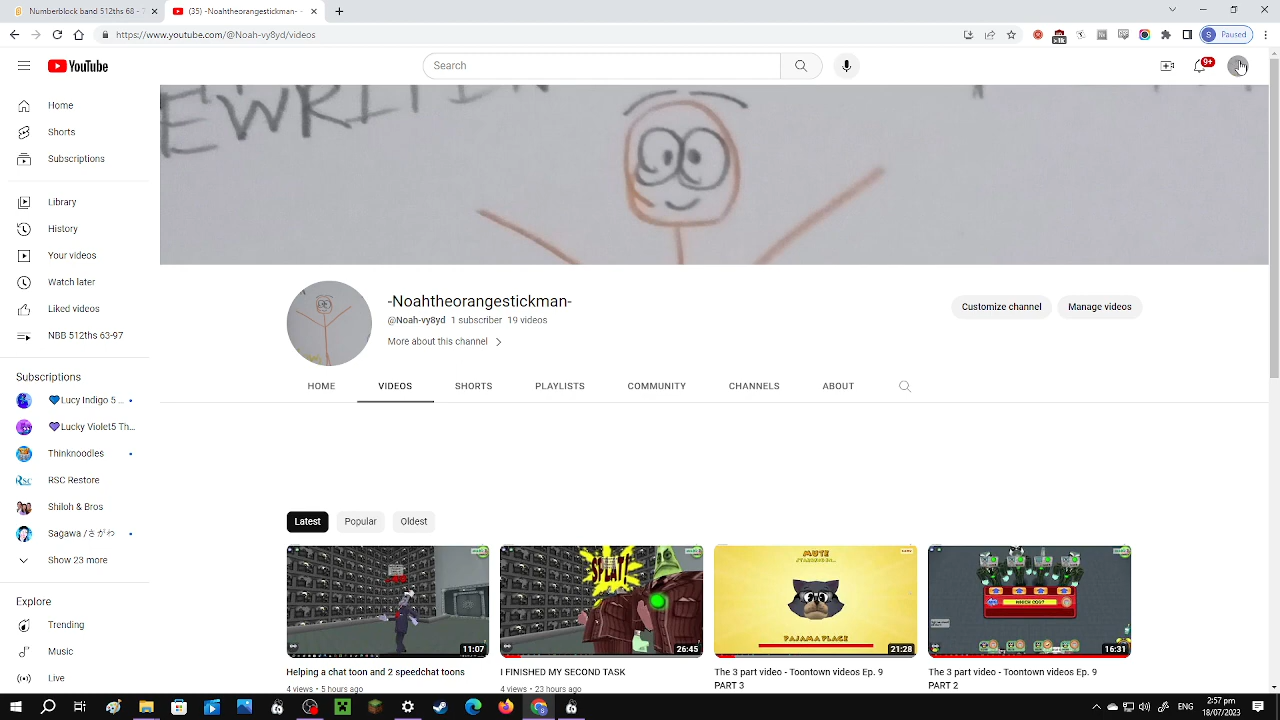 Numberblock band 512ths 68 - 7
(35) -Noahtheorangestickman-
https://www.youtube.com/@Noah-vy8yd/videos
>1k
S Paused
YouTube
Search
9+
EWRITEN
Home
Shorts
Subscriptions
Library
History
Your videos
Watch later
Liked videos
NBB 512ths 63-97
Subscriptions
💙Lucy Indigo 5 ...
💜Lucky Violet5 Th...
Thinknoodles
RSC Restore
Shiloh & Bros
Show 23 more
Explore
Trending
Music
Live
-Noahtheorangestickman-
@Noah-vy8yd 1 subscriber 19 videos
More about this channel
Customize channel
Manage videos
HOME VIDEOS SHORTS PLAYLISTS COMMUNITY CHANNELS ABOUT
Latest Popular Oldest
11:07
SPLAT!
26:45
MUTE
STARRING IN...
PAJAMA PLACE
21:28
16:31
Helping a chat toon and 2 speedchat toons
4 views • 5 hours ago
I FINISHED MY SECOND TASK
4 views • 23 hours ago
The 3 part video - Toontown videos Ep. 9
PART 3
The 3 part video - Toontown videos Ep. 9
PART 2
ENG
2:57 pm
18/07/2023